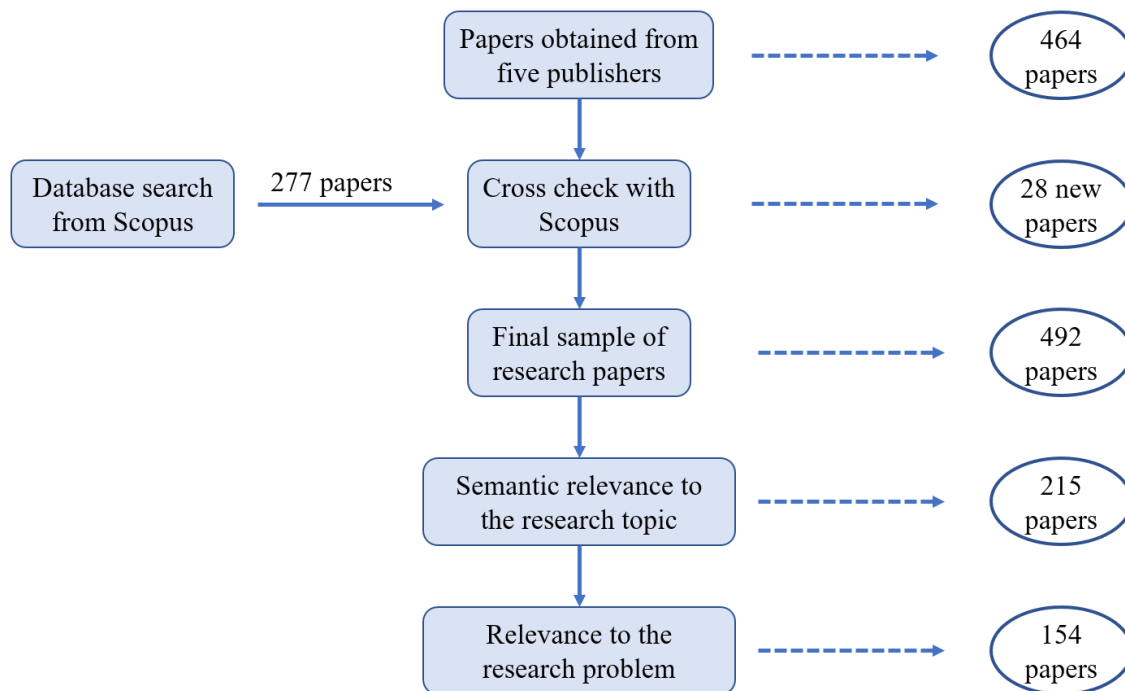 Papers obtained from
five publishers
464
papers
Database search
from Scopus
277 papers
Cross check with
Scopus
28 new
papers
Final sample of
research papers
492
papers
Semantic relevance to
the research topic
215
papers
Relevance to the
research problem
154
papers